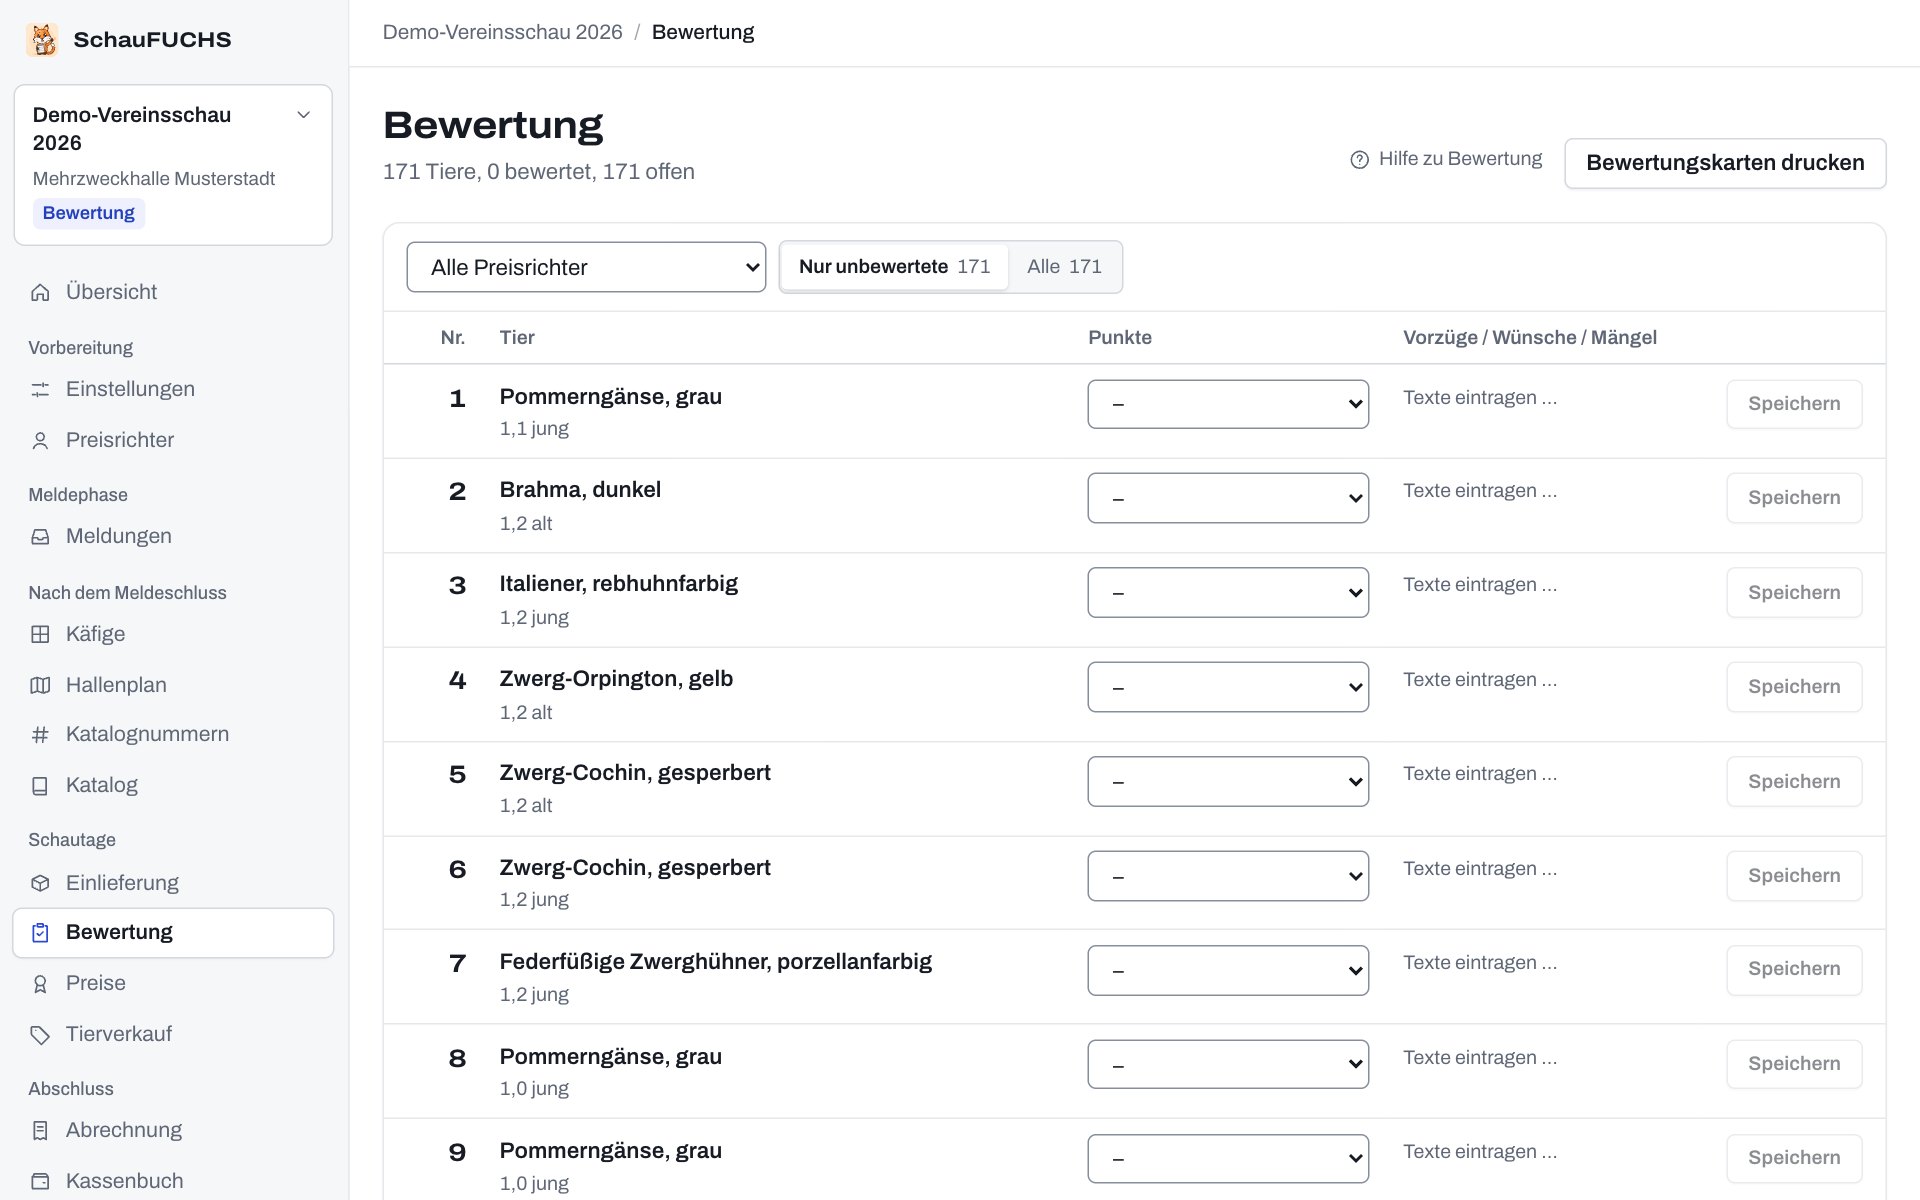 SchauFUCHS
Demo-Vereinsschau 2026
Mehrzweckhalle Musterstadt
Bewertung
Übersicht
Vorbereitung
Einstellungen
Preisrichter
Meldephase
Meldungen
Nach dem Meldeschluss
Käfige
Hallenplan
Katalognummern
Katalog
Schautage
Einlieferung
Bewertung
Preise
Tierverkauf
Abschluss
Abrechnung
Kassenbuch
Demo-Vereinsschau 2026 / Bewertung
Bewertung
171 Tiere, 0 bewertet, 171 offen
Hilfe zu Bewertung
Bewertungskarten drucken
Alle Preisrichter
Nur unbewertete 171
Alle 171
Nr. Tier Punkte Vorzüge / Wünsche / Mängel
1 Pommerngänse, grau – Texte eintragen ... Speichern
1,1 jung
2 Brahma, dunkel – Texte eintragen ... Speichern
1,2 alt
3 Italiener, rebhuhnfarbig – Texte eintragen ... Speichern
1,2 jung
4 Zwerg-Orpington, gelb – Texte eintragen ... Speichern
1,2 alt
5 Zwerg-Cochin, gesperbert – Texte eintragen ... Speichern
1,2 alt
6 Zwerg-Cochin, gesperbert – Texte eintragen ... Speichern
1,2 jung
7 Federfüßige Zwerghühner, porzellanfarbig – Texte eintragen ... Speichern
1,2 jung
8 Pommerngänse, grau – Texte eintragen ... Speichern
1,0 jung
9 Pommerngänse, grau – Texte eintragen ... Speichern
1,0 jung